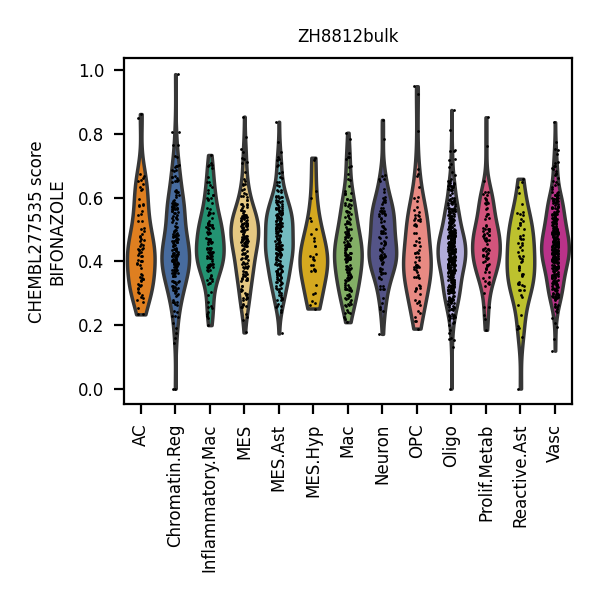 ZH8812bulk
CHEMBL277535 score
BIFONAZOLE
1.0
0.8
0.6
0.4
0.2
0.0
AC
Chromatin.Reg
Inflammatory.Mac
MES
MES.Ast
MES.Hyp
Mac
Neuron
OPC
Oligo
Prolif.Metab
Reactive.Ast
Vasc